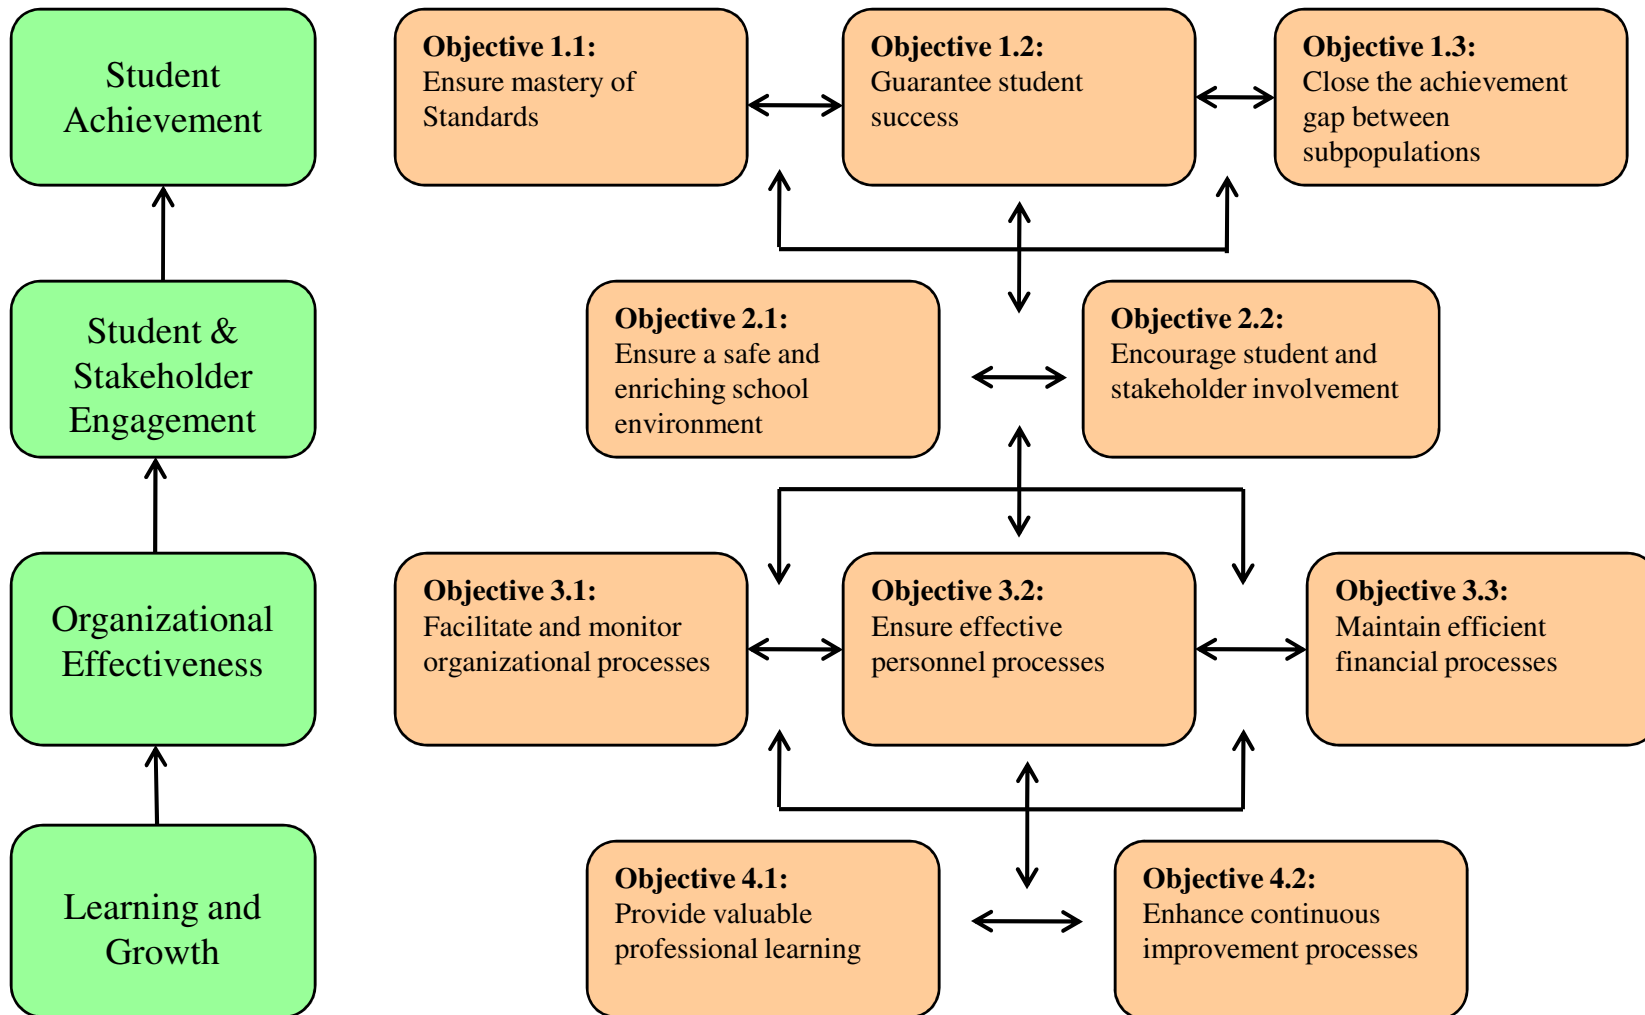 Student
Achievement
Objective 1.1:
Ensure mastery of
Standards
Objective 1.2:
Guarantee student
success
Objective 1.3:
Close the achievement
gap between
subpopulations
Student &
Stakeholder
Engagement
Objective 2.1:
Ensure a safe and
enriching school
environment
Objective 2.2:
Encourage student and
stakeholder involvement
Organizational
Effectiveness
Objective 3.1:
Facilitate and monitor
organizational processes
Objective 3.2:
Ensure effective
personnel processes
Objective 3.3:
Maintain efficient
financial processes
Learning and
Growth
Objective 4.1:
Provide valuable
professional learning
Objective 4.2:
Enhance continuous
improvement processes